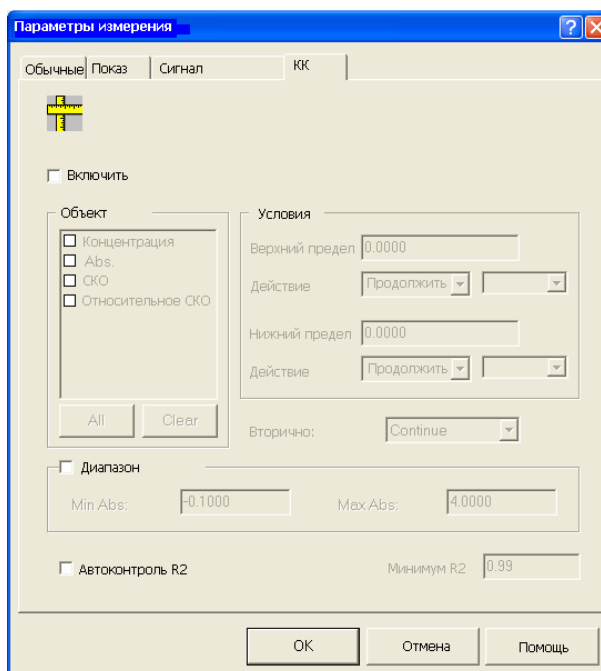 Параметры измерения
Обычные Показ Сигнал КК
Включить
Объект
Концентрация
Abs.
СКО
Относительное СКО
All Clear
Условия
Верхний предел 0.0000
Действие Продолжить
Нижний предел 0.0000
Действие Продолжить
Вторично: Continue
Диапазон
Min Abs: -0.1000 Max Abs: 4.0000
Автоконтроль R2 Минимум R2 0.99
OK Отмена Помощь